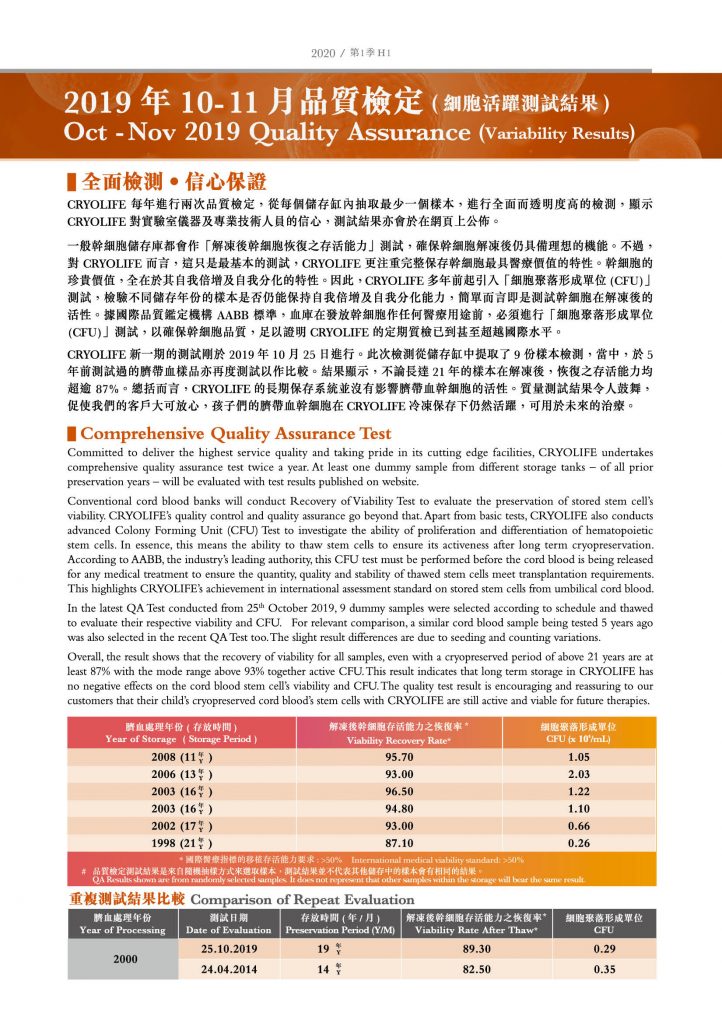 2020 / 第1季 H1
2019 年 10-11 月品質檢定 ( 細胞活躍測試結果 )
Oct - Nov 2019 Quality Assurance (Variability Results)
全面檢測 • 信心保證
CRYOLIFE 每年進行兩次品質檢定，從每個儲存缸內抽取最少一個樣本，進行全面而透明度高的檢測，顯示
CRYOLIFE 對實驗室儀器及專業技術人員的信心，測試結果亦會於在網頁上公佈。
一般幹細胞儲存庫都會作「解凍後幹細胞恢復之存活能力」測試，確保幹細胞解凍後仍具備理想的機能。不過，
對 CRYOLIFE 而言，這只是最基本的測試，CRYOLIFE 更注重完整保存幹細胞最具醫療價值的特性。幹細胞的
珍貴價值，全在於其自我倍增及自我分化的特性。因此，CRYOLIFE 多年前起引入「細胞聚落形成單位 (CFU)」
測試，檢驗不同儲存年份的樣本是否仍能保持自我倍增及自我分化能力，簡單而言即是測試幹細胞在解凍後的
活性。據國際品質鑑定機構 AABB 標準，血庫在發放幹細胞作任何醫療用途前，必須進行「細胞聚落形成單位
(CFU)」測試，以確保幹細胞品質，足以證明 CRYOLIFE 的定期質檢已到甚至超越國際水平。
CRYOLIFE 新一期的測試剛於 2019 年 10 月 25 日進行。此次檢測從儲存缸中提取了 9 份樣本檢測，當中，於 5
年前測試過的臍帶血樣品亦再度測試以作比較。結果顯示，不論長達 21 年的樣本在解凍後，恢復之存活能力均
超逾 87%。總括而言，CRYOLIFE 的長期保存系統並沒有影響臍帶血幹細胞的活性。質量測試結果令人鼓舞，
促使我們的客戶大可放心，孩子們的臍帶血幹細胞在 CRYOLIFE 冷凍保存下仍然活躍，可用於未來的治療。
Comprehensive Quality Assurance Test
Committed to deliver the highest service quality and taking pride in its cutting edge facilities, CRYOLIFE undertakes
comprehensive quality assurance test twice a year. At least one dummy sample from different storage tanks – of all prior
preservation years – will be evaluated with test results published on website.
Conventional cord blood banks will conduct Recovery of Viability Test to evaluate the preservation of stored stem cell's
viability. CRYOLIFE's quality control and quality assurance go beyond that. Apart from basic tests, CRYOLIFE also conducts
advanced Colony Forming Unit (CFU) Test to investigate the ability of proliferation and differentiation of hematopoietic
stem cells. In essence, this means the ability to thaw stem cells to ensure its activeness after long term cryopreservation.
According to AABB, the industry's leading authority, this CFU test must be performed before the cord blood is being released
for any medical treatment to ensure the quantity, quality and stability of thawed stem cells meet transplantation requirements.
This highlights CRYOLIFE's achievement in international assessment standard on stored stem cells from umbilical cord blood.
In the latest QA Test conducted from 25th October 2019, 9 dummy samples were selected according to schedule and thawed
to evaluate their respective viability and CFU. For relevant comparison, a similar cord blood sample being tested 5 years ago
was also selected in the recent QA Test too. The slight result differences are due to seeding and counting variations.
Overall, the result shows that the recovery of viability for all samples, even with a cryopreserved period of above 21 years are at
least 87% with the mode range above 93% together active CFU. This result indicates that long term storage in CRYOLIFE has
no negative effects on the cord blood stem cell's viability and CFU. The quality test result is encouraging and reassuring to our
customers that their child's cryopreserved cord blood's stem cells with CRYOLIFE are still active and viable for future therapies.
臍血處理年份 ( 存放時間 ) 解凍後幹細胞存活能力之恢復率 * 細胞聚落形成單位
Year of Storage ( Storage Period ) Viability Recovery Rate* CFU (x 10⁶/mL)
2008 (11 年 Y ) 95.70 1.05
2006 (13 年 Y ) 93.00 2.03
2003 (16 年 Y ) 96.50 1.22
2003 (16 年 Y ) 94.80 1.10
2002 (17 年 Y ) 93.00 0.66
1998 (21 年 Y ) 87.10 0.26
* 國際醫療指標的移植存活能力要求 : >50% International medical viability standard: >50%
# 品質檢定測試結果是來自隨機抽樣方式來選取樣本。測試結果並不代表其他儲存中的樣本會有相同的結果。
QA Results shown are from randomly selected samples. It does not represent that other samples within the storage will bear the same result.
重複測試結果比較 Comparison of Repeat Evaluation
臍血處理年份 測試日期 存放時間 ( 年 / 月 ) 解凍後幹細胞存活能力之恢復率* 細胞聚落形成單位
Year of Processing Date of Evaluation Preservation Period (Y/M) Viability Rate After Thaw* CFU
2000 25.10.2019 19 年 Y 89.30 0.29
24.04.2014 14 年 Y 82.50 0.35